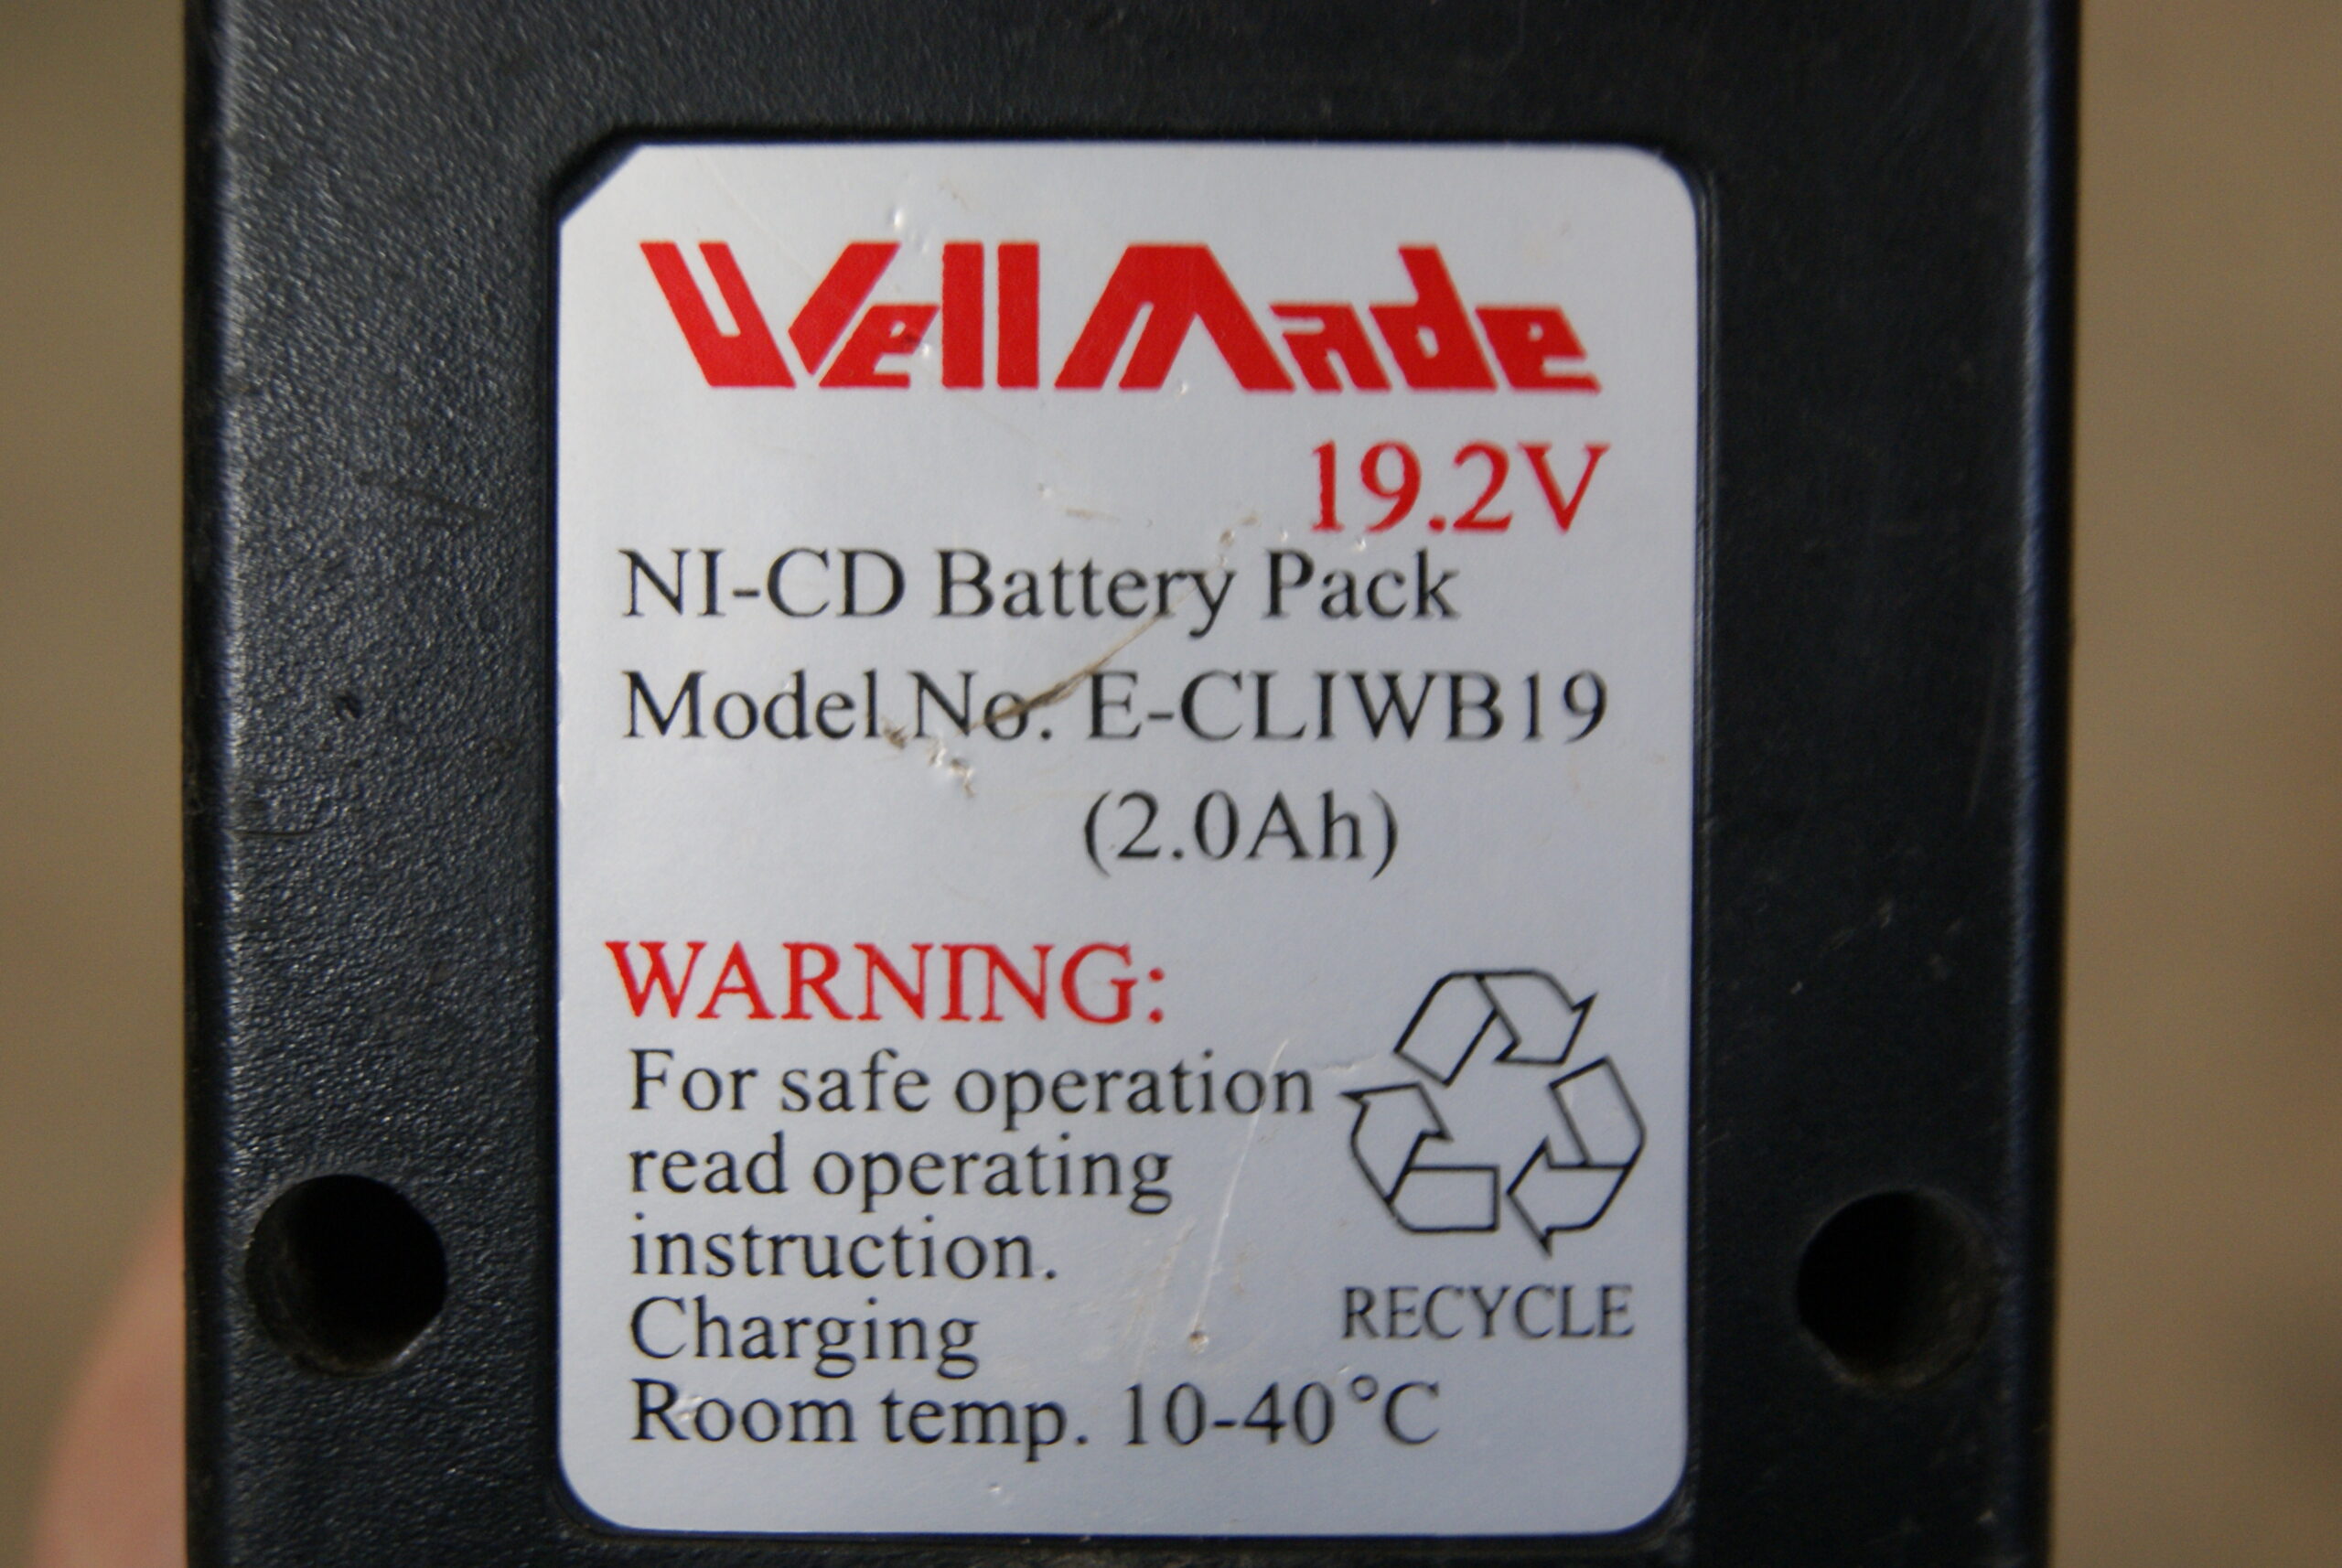 WellMade
19.2V
NI-CD Battery Pack
Model No. E-CLIWB19
(2.0Ah)
WARNING:
For safe operation
read operating
instruction.
Charging
Room temp. 10-40°C
RECYCLE